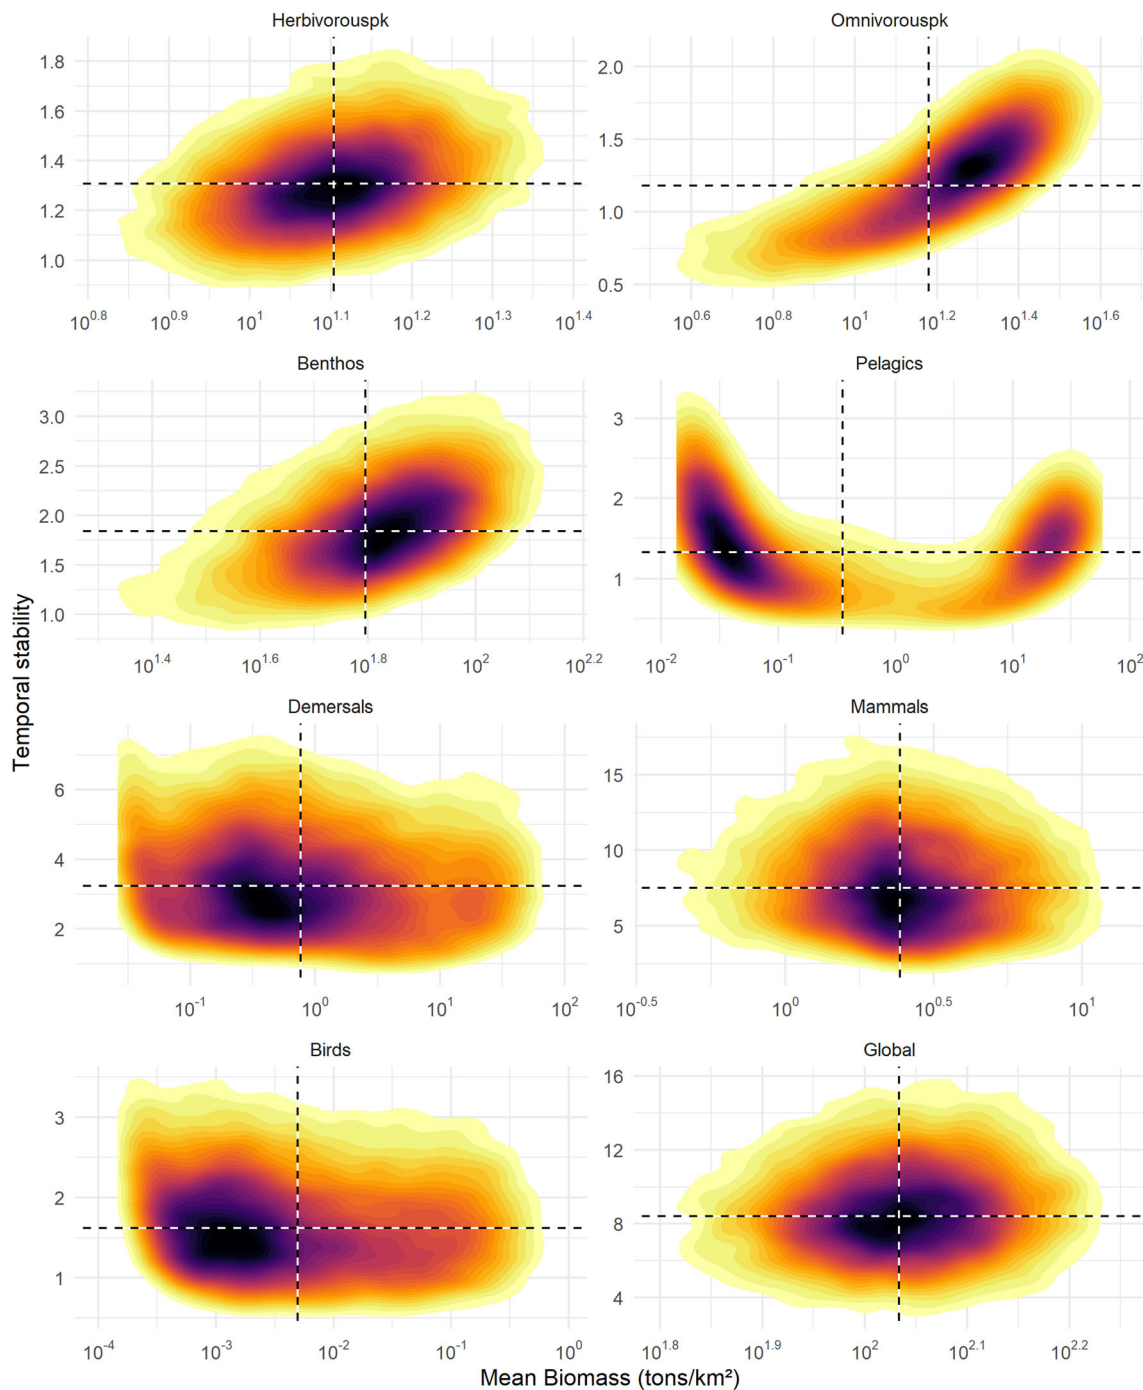 Herbivorouspk
Omnivorouspk
1.8
1.6
1.4
1.2
1.0
2.0
1.5
1.0
0.5
10^0.8 10^0.9 10^1 10^1.1 10^1.2 10^1.3 10^1.4
10^0.6 10^0.8 10^1 10^1.2 10^1.4 10^1.6
Benthos
Pelagics
3.0
2.5
2.0
1.5
1.0
3
2
1
10^1.4 10^1.6 10^1.8 10^2 10^2.2
10^-2 10^-1 10^0 10^1 10^2
Temporal stability
Demersals
Mammals
6
4
2
15
10
5
10^-1 10^0 10^1 10^2
10^-0.5 10^0 10^0.5 10^1
Birds
Global
3
2
1
16
12
8
4
10^-4 10^-3 10^-2 10^-1 10^0
10^1.8 10^1.9 10^2 10^2.1 10^2.2
Mean Biomass (tons/km²)